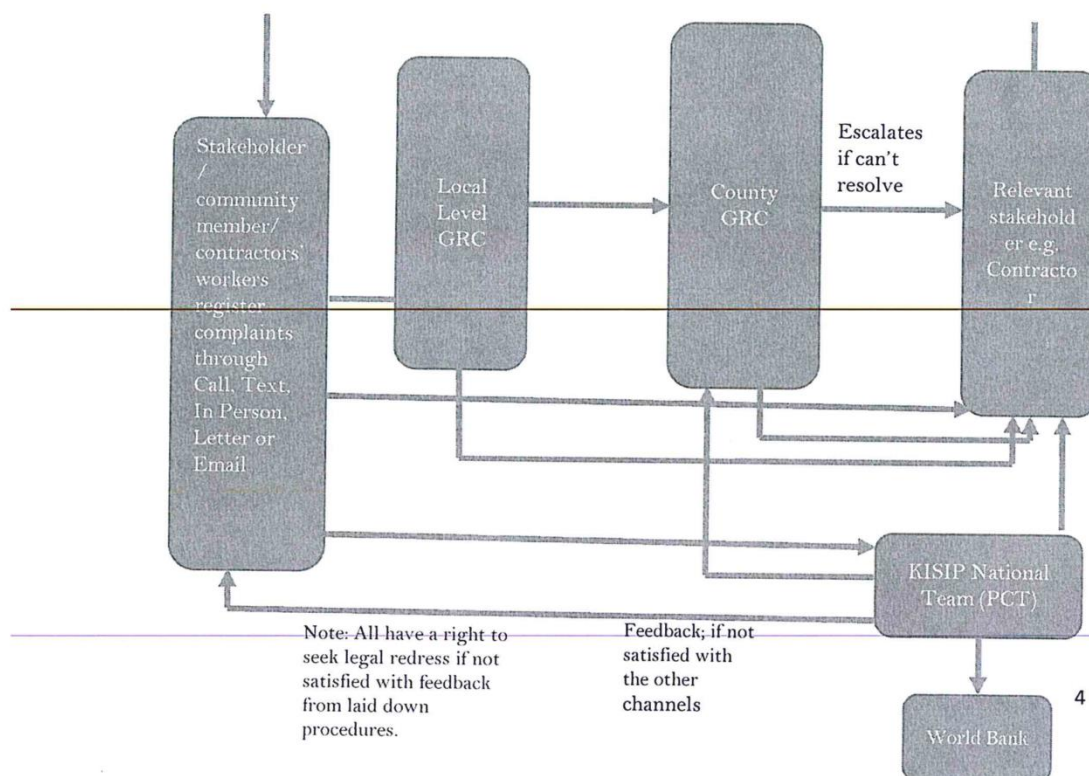 Stakeholder
/
community
member/
contractors'
workers
register
complaints
through
Call, Text,
In Person,
Letter or
Email
Local
Level
GRC
County
GRC
Escalates
if can't
resolve
Relevant
stakehold
er e.g.
Contracto
r
KISIP National
Team (PCT)
Note: All have a right to
seek legal redress if not
satisfied with feedback
from laid down
procedures.
Feedback; if not
satisfied with
the other
channels
World Bank
4